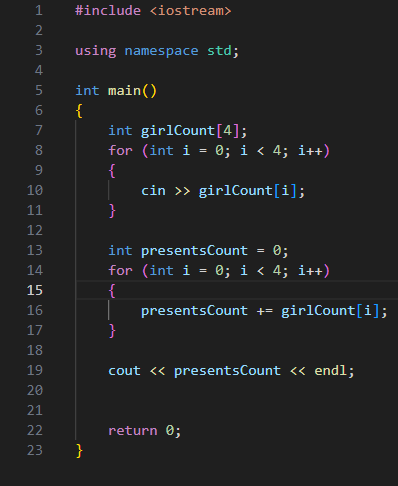 1 #include <iostream>
2
3 using namespace std;
4
5 int main()
6 {
7 int girlCount[4];
8 for (int i = 0; i < 4; i++)
9 {
10 cin >> girlCount[i];
11 }
12
13 int presentsCount = 0;
14 for (int i = 0; i < 4; i++)
15 {
16 presentsCount += girlCount[i];
17 }
18
19 cout << presentsCount << endl;
20
21
22 return 0;
23 }